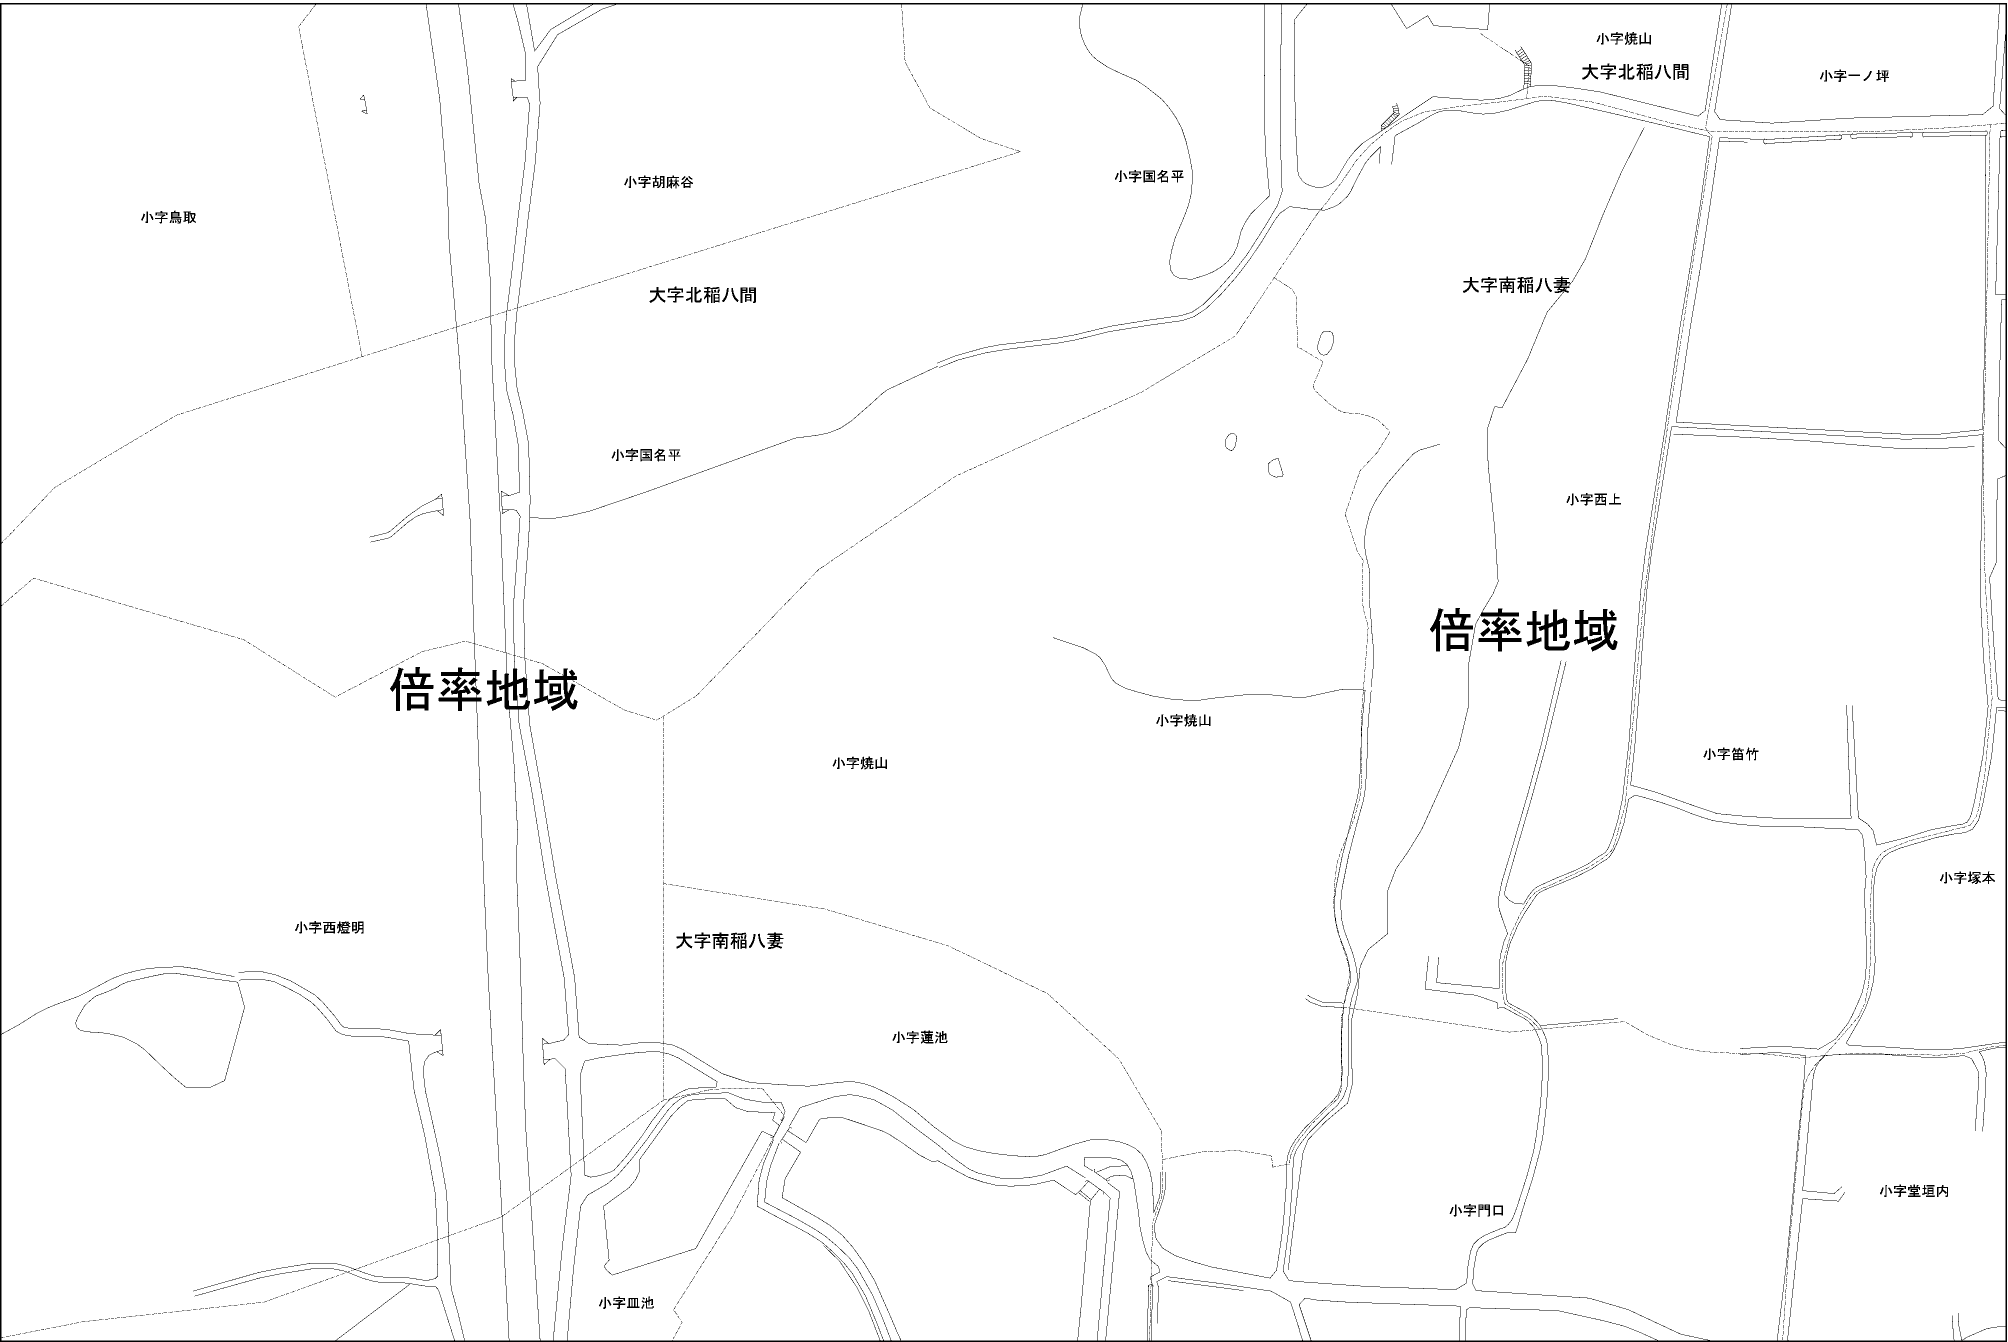 小字焼山
大字北稲八間
小字一ノ坪
小字胡麻谷
小字国名平
小字鳥取
大字北稲八間
大字南稲八妻
小字国名平
小字西上
倍率地域
倍率地域
小字焼山
小字焼山
小字笛竹
小字塚本
小字西燈明
大字南稲八妻
小字蓮池
小字堂垣内
小字門口
小字皿池